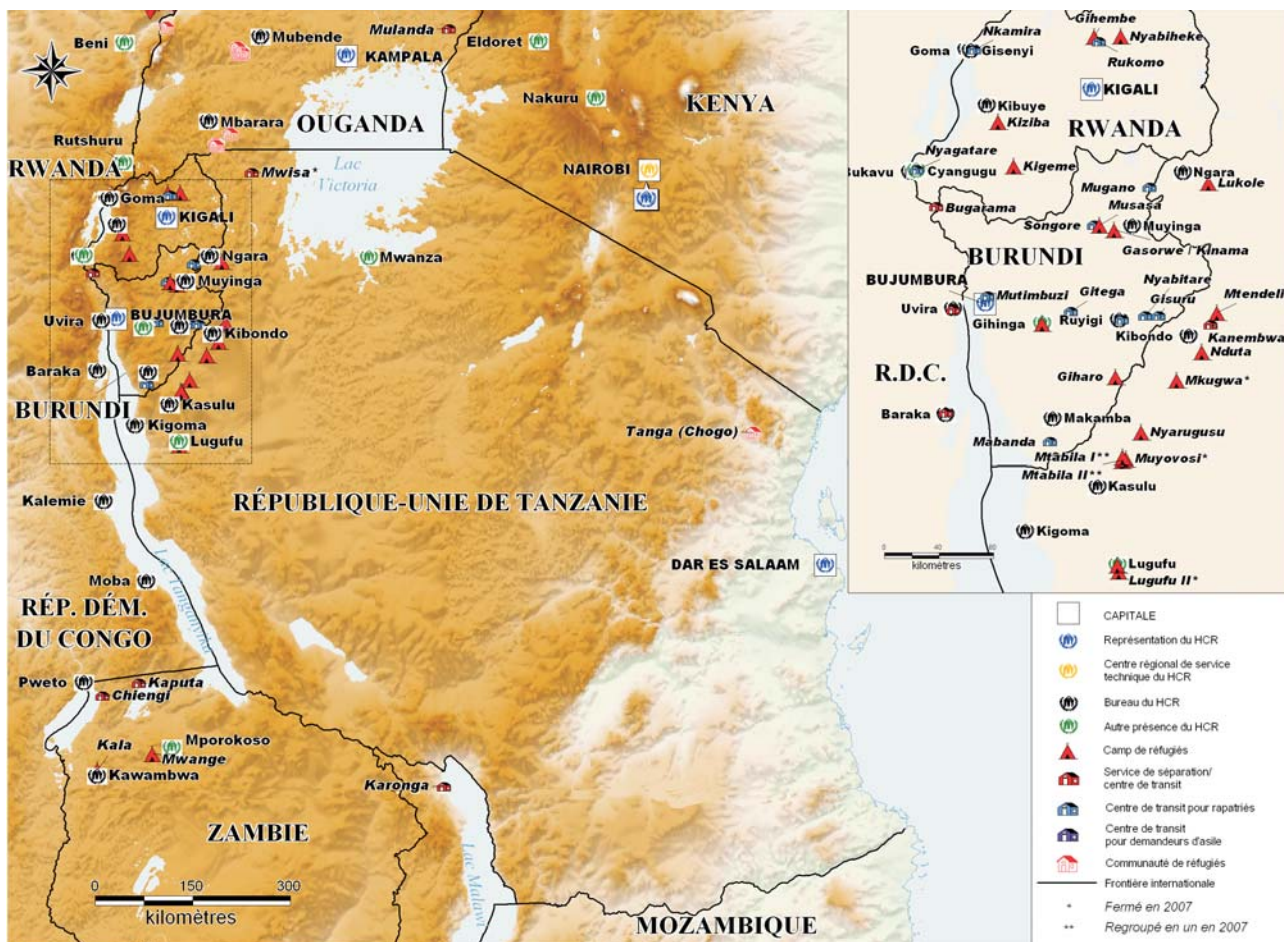 Beni
Mubende
Mulanda
Eldoret
KAMPALA
Nakuru
KENYA
Mbarara
OUGANDA
Rutshuru
RWANDA
Lac
Victoria
Mwisa*
NAIROBI
Goma
KIGALI
Ngara
Mwanza
Muyinga
Uvira
BUJUMBURA
Kibondo
Baraka
BURUNDI
Kasulu
Kigoma
Lugufu
Tanga (Chogo)
Kalemie
RÉPUBLIQUE-UNIE DE TANZANIE
DAR ES SALAAM
Moba
Lac Tanganyika
RÉP. DÉM.
DU CONGO
Pweto
Kaputa
Chiengi
Kala
Mporokoso
Mwange
Kawambwa
Karonga
ZAMBIE
Lac Malawi
MOZAMBIQUE
0 150 300
kilomètres
Nkamira
Gihembe
Goma
Gisenyi
Nyabiheke
Rukomo
KIGALI
Kibuye
Kiziba
RWANDA
Nyagatare
Kigeme
Bukavu
Cyangugu
Ngara
Mugano
Lukole
Bugarama
Musasa
Songore
Muyinga
BURUNDI
Gasorwe / Kinama
BUJUMBURA
Mutimbuzi
Gitega
Nyabitare
Gisuru
Mtendeli
Uvira
Gihinga
Ruyigi
Kibondo
Kanembwa
Nduta
R.D.C.
Giharo
Mkugwa*
Baraka
Makamba
Nyarugusu
Mabanda
Mtabila I**
Muyovosi*
Mtabila II**
Kasulu
Kigoma
0 40 80
kilomètres
Lugufu
Lugufu II*
CAPITALE
Représentation du HCR
Centre régional de service
technique du HCR
Bureau du HCR
Autre présence du HCR
Camp de réfugiés
Service de séparation/
centre de transit
Centre de transit pour rapatriés
Centre de transit
pour demandeurs d'asile
Communauté de réfugiés
Frontière internationale
* Fermé en 2007
** Regroupé en un en 2007